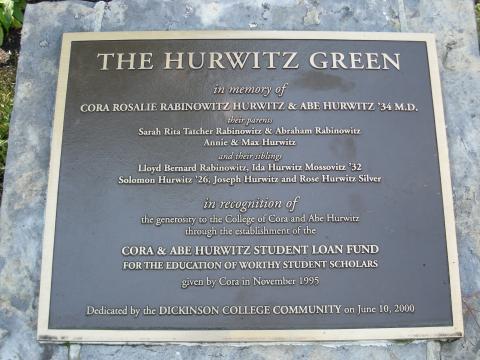 THE HURWITZ GREEN
in memory of
CORA ROSALIE RABINOWITZ HURWITZ & ABE HURWITZ '34 M.D.
their parents
Sarah Rita Tatcher Rabinowitz & Abraham Rabinowitz
Annie & Max Hurwitz
and their siblings
Lloyd Bernard Rabinowitz, Ida Hurwitz Mossovitz '32
Solomon Hurwitz '26, Joseph Hurwitz and Rose Hurwitz Silver
in recognition of
the generosity to the College of Cora and Abe Hurwitz
through the establishment of the
CORA & ABE HURWITZ STUDENT LOAN FUND
FOR THE EDUCATION OF WORTHY STUDENT SCHOLARS
given by Cora in November 1995
Dedicated by the DICKINSON COLLEGE COMMUNITY on June 10, 2000